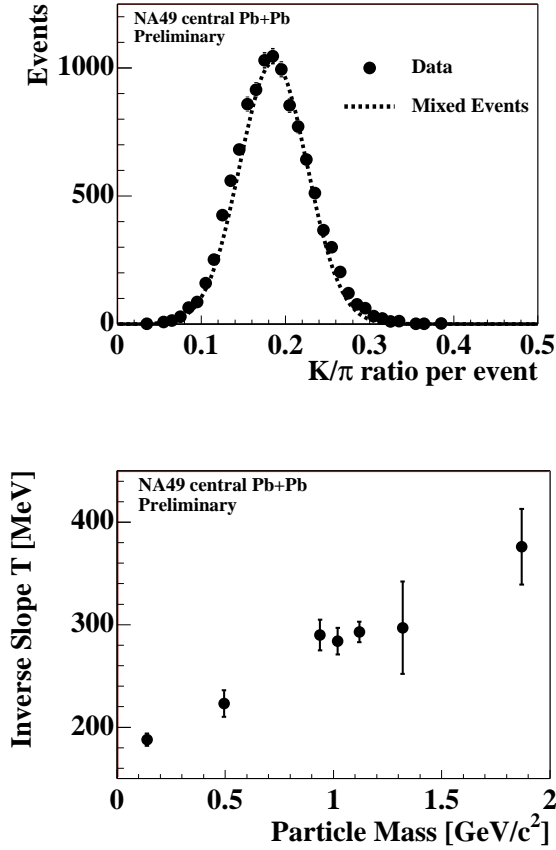 NA49 central Pb+Pb
Preliminary
Events
1000
500
0
Data
Mixed Events
0 0.1 0.2 0.3 0.4 0.5
K/π ratio per event
NA49 central Pb+Pb
Preliminary
Inverse Slope T [MeV]
400
300
200
0 0.5 1 1.5 2
Particle Mass [GeV/c²]